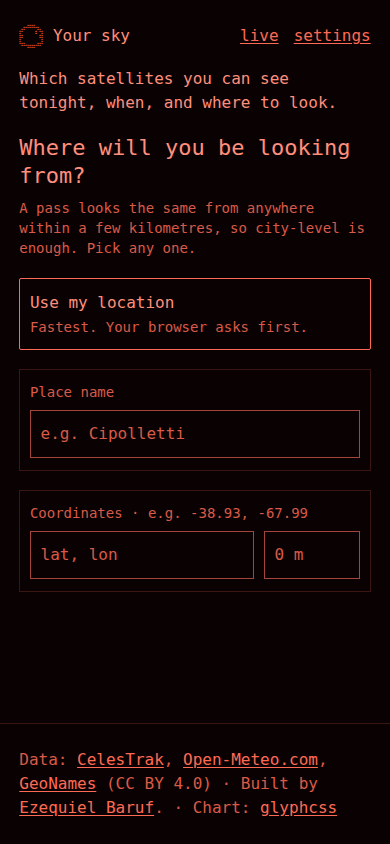 Your sky live settings
Which satellites you can see
tonight, when, and where to look.
Where will you be looking
from?
A pass looks the same from anywhere
within a few kilometres, so city-level is
enough. Pick any one.
Use my location
Fastest. Your browser asks first.
Place name
e.g. Cipolletti
Coordinates · e.g. -38.93, -67.99
lat, lon 0 m
Data: CelesTrak, Open-Meteo.com,
GeoNames (CC BY 4.0) · Built by
Ezequiel Baruf. · Chart: glyphcss